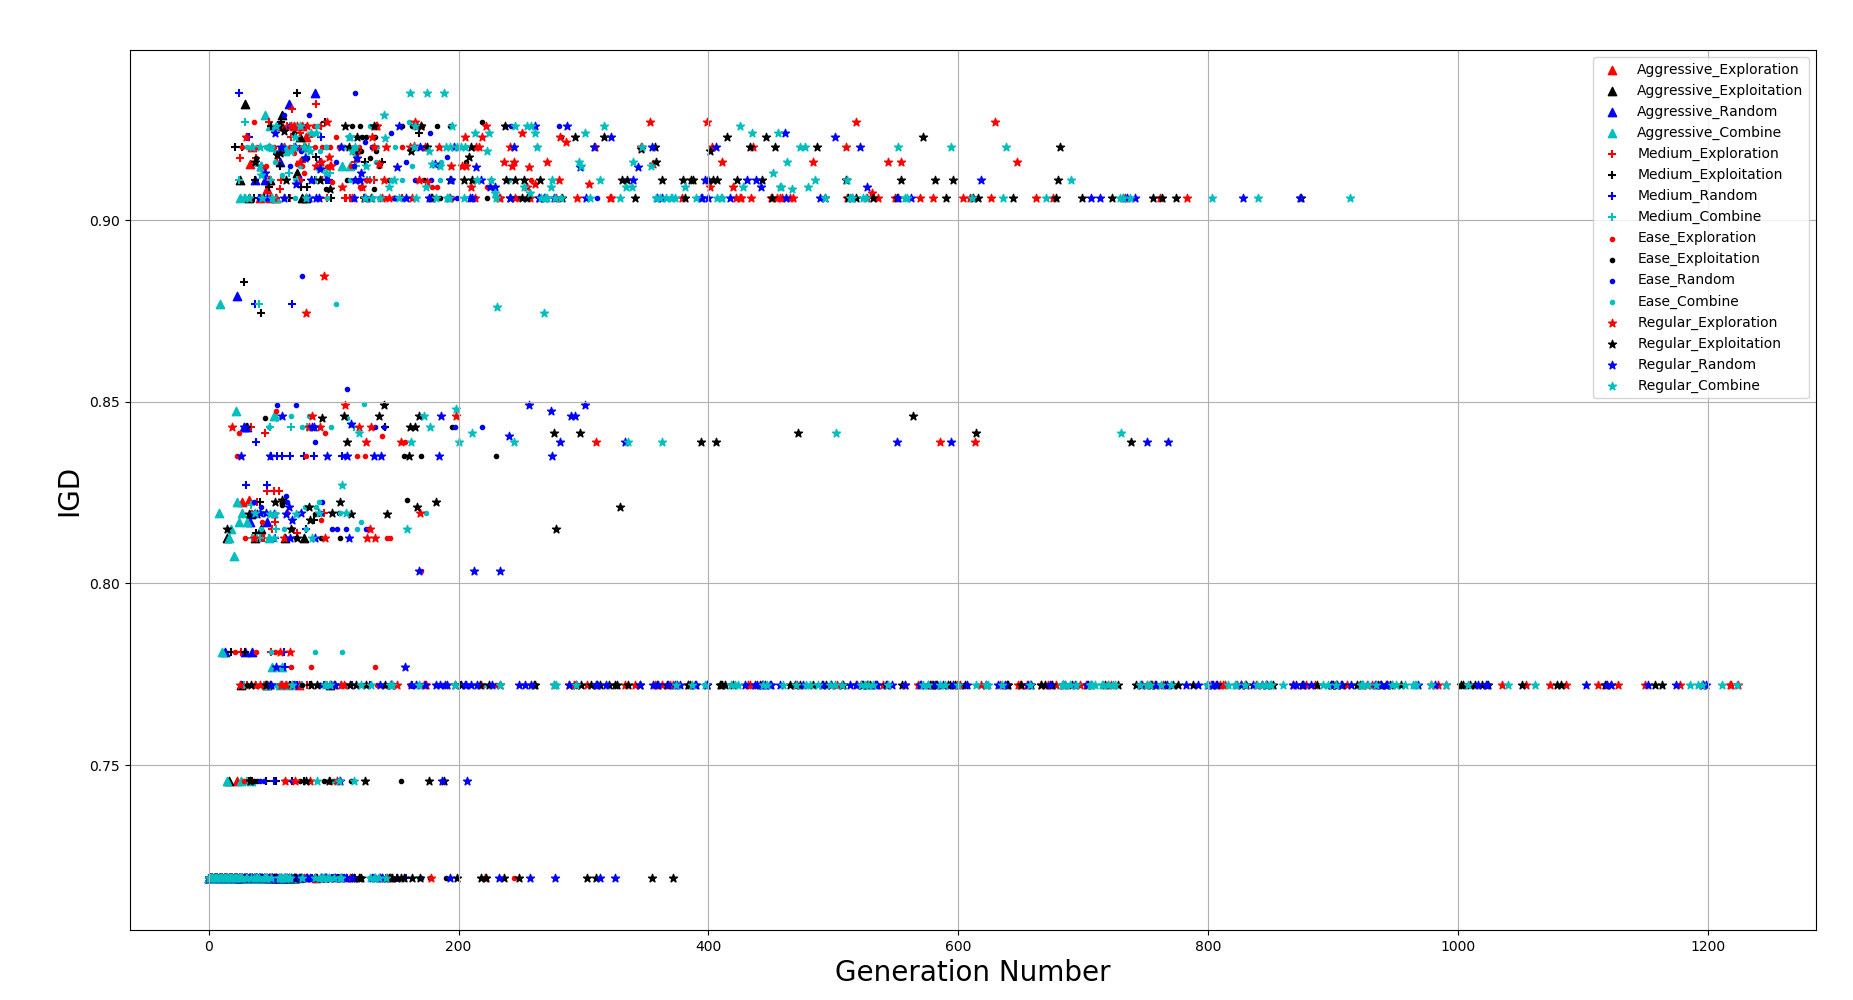 Aggressive_Exploration
Aggressive_Exploitation
Aggressive_Random
Aggressive_Combine
Medium_Exploration
Medium_Exploitation
Medium_Random
Medium_Combine
Ease_Exploration
Ease_Exploitation
Ease_Random
Ease_Combine
Regular_Exploration
Regular_Exploitation
Regular_Random
Regular_Combine
0.90
0.85
0.80
0.75
IGD
0 200 400 600 800 1000 1200
Generation Number